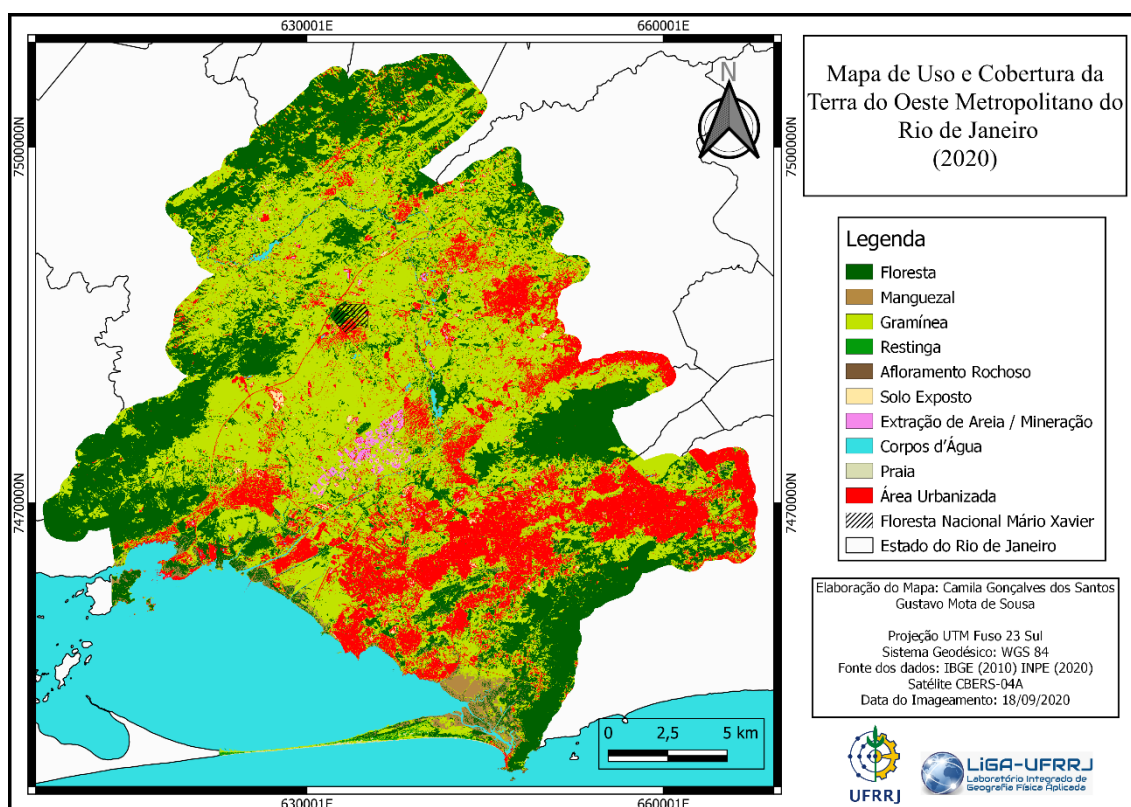 630001E
660001E
7500000N
7500000N
7470000N
7470000N
N
0 2,5 5 km
630001E
660001E
Mapa de Uso e Cobertura da
Terra do Oeste Metropolitano do
Rio de Janeiro
(2020)
Legenda
Floresta
Manguezal
Gramínea
Restinga
Afloramento Rochoso
Solo Exposto
Extração de Areia / Mineração
Corpos d'Água
Praia
Área Urbanizada
Floresta Nacional Mário Xavier
Estado do Rio de Janeiro
Elaboração do Mapa: Camila Gonçalves dos Santos
Gustavo Mota de Sousa
Projeção UTM Fuso 23 Sul
Sistema Geodésico: WGS 84
Fonte dos dados: IBGE (2010) INPE (2020)
Satélite CBERS-04A
Data do Imageamento: 18/09/2020
UFRRJ
LiGA-UFRRJ
Laboratório Integrado de
Geografia Física Aplicada